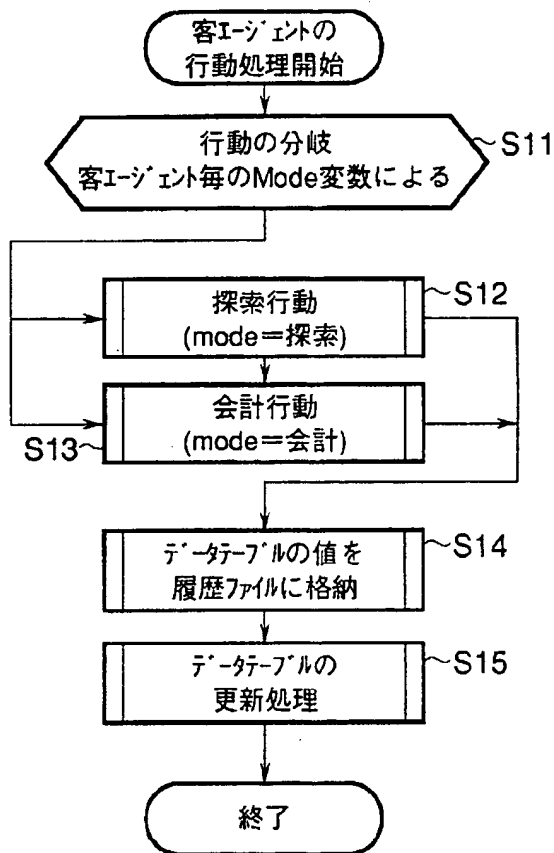 客エージェントの
行動処理開始
行動の分岐
客エージェント毎のMode変数による
S11
探索行動
(mode=探索)
S12
会計行動
(mode=会計)
S13
データテーブルの値を
履歴ファイルに格納
S14
データテーブルの
更新処理
S15
終了